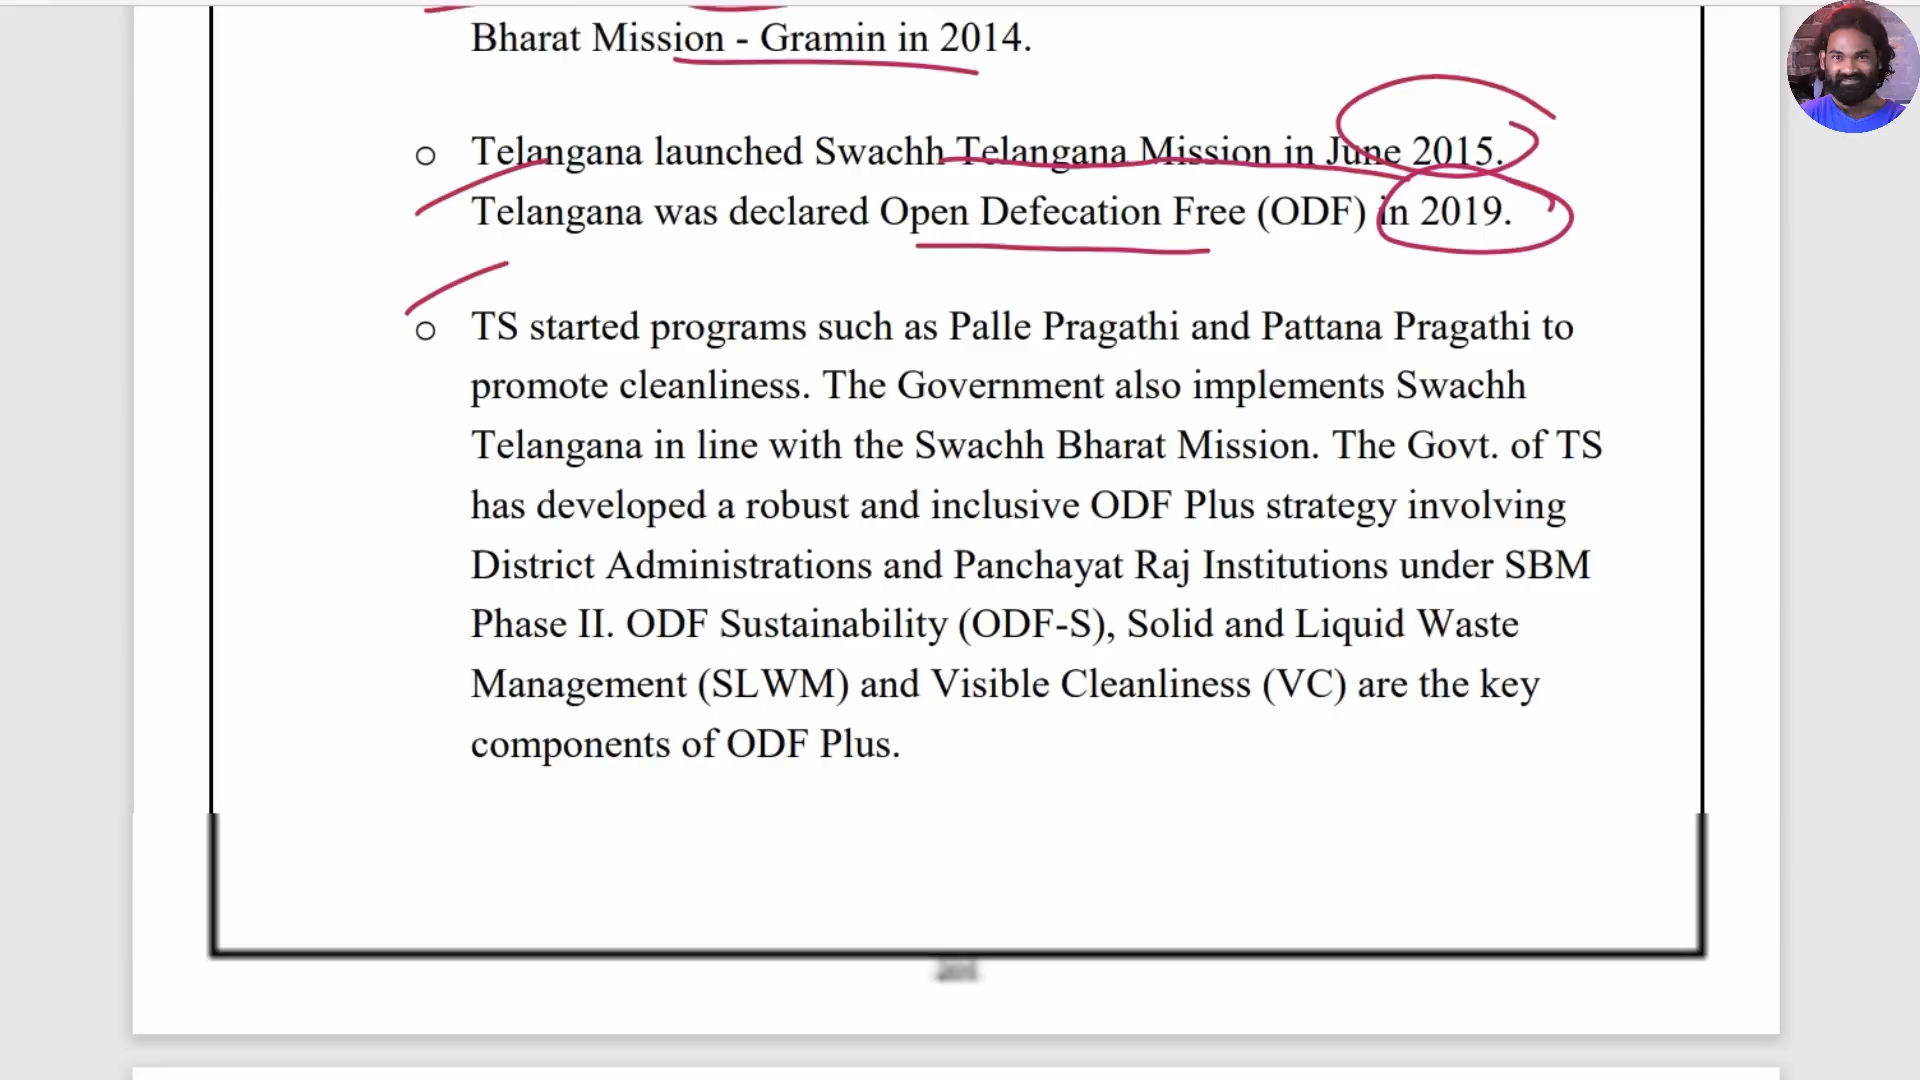 Bharat Mission - Gramin in 2014.
o Telangana launched Swachh Telangana Mission in June 2015.
Telangana was declared Open Defecation Free (ODF) in 2019.
o TS started programs such as Palle Pragathi and Pattana Pragathi to
promote cleanliness. The Government also implements Swachh
Telangana in line with the Swachh Bharat Mission. The Govt. of TS
has developed a robust and inclusive ODF Plus strategy involving
District Administrations and Panchayat Raj Institutions under SBM
Phase II. ODF Sustainability (ODF-S), Solid and Liquid Waste
Management (SLWM) and Visible Cleanliness (VC) are the key
components of ODF Plus.